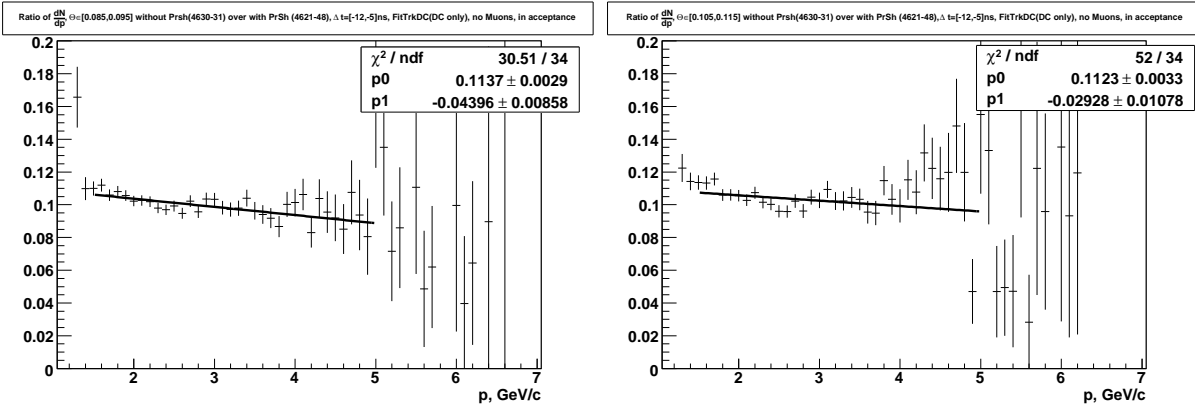 Ratio of dN/dp, Θ∈[0.085,0.095] without Prsh(4630-31) over with PrSh (4621-48), Δ t=[-12,-5]ns, FitTrkDC(DC only), no Muons, in acceptance
χ² / ndf 30.51 / 34
p0 0.1137 ± 0.0029
p1 -0.04396 ± 0.00858
0.2
0.18
0.16
0.14
0.12
0.1
0.08
0.06
0.04
0.02
0
2 3 4 5 6 7
p, GeV/c
Ratio of dN/dp, Θ∈[0.105,0.115] without Prsh(4630-31) over with PrSh (4621-48), Δ t=[-12,-5]ns, FitTrkDC(DC only), no Muons, in acceptance
χ² / ndf 52 / 34
p0 0.1123 ± 0.0033
p1 -0.02928 ± 0.01078
0.2
0.18
0.16
0.14
0.12
0.1
0.08
0.06
0.04
0.02
0
2 3 4 5 6 7
p, GeV/c